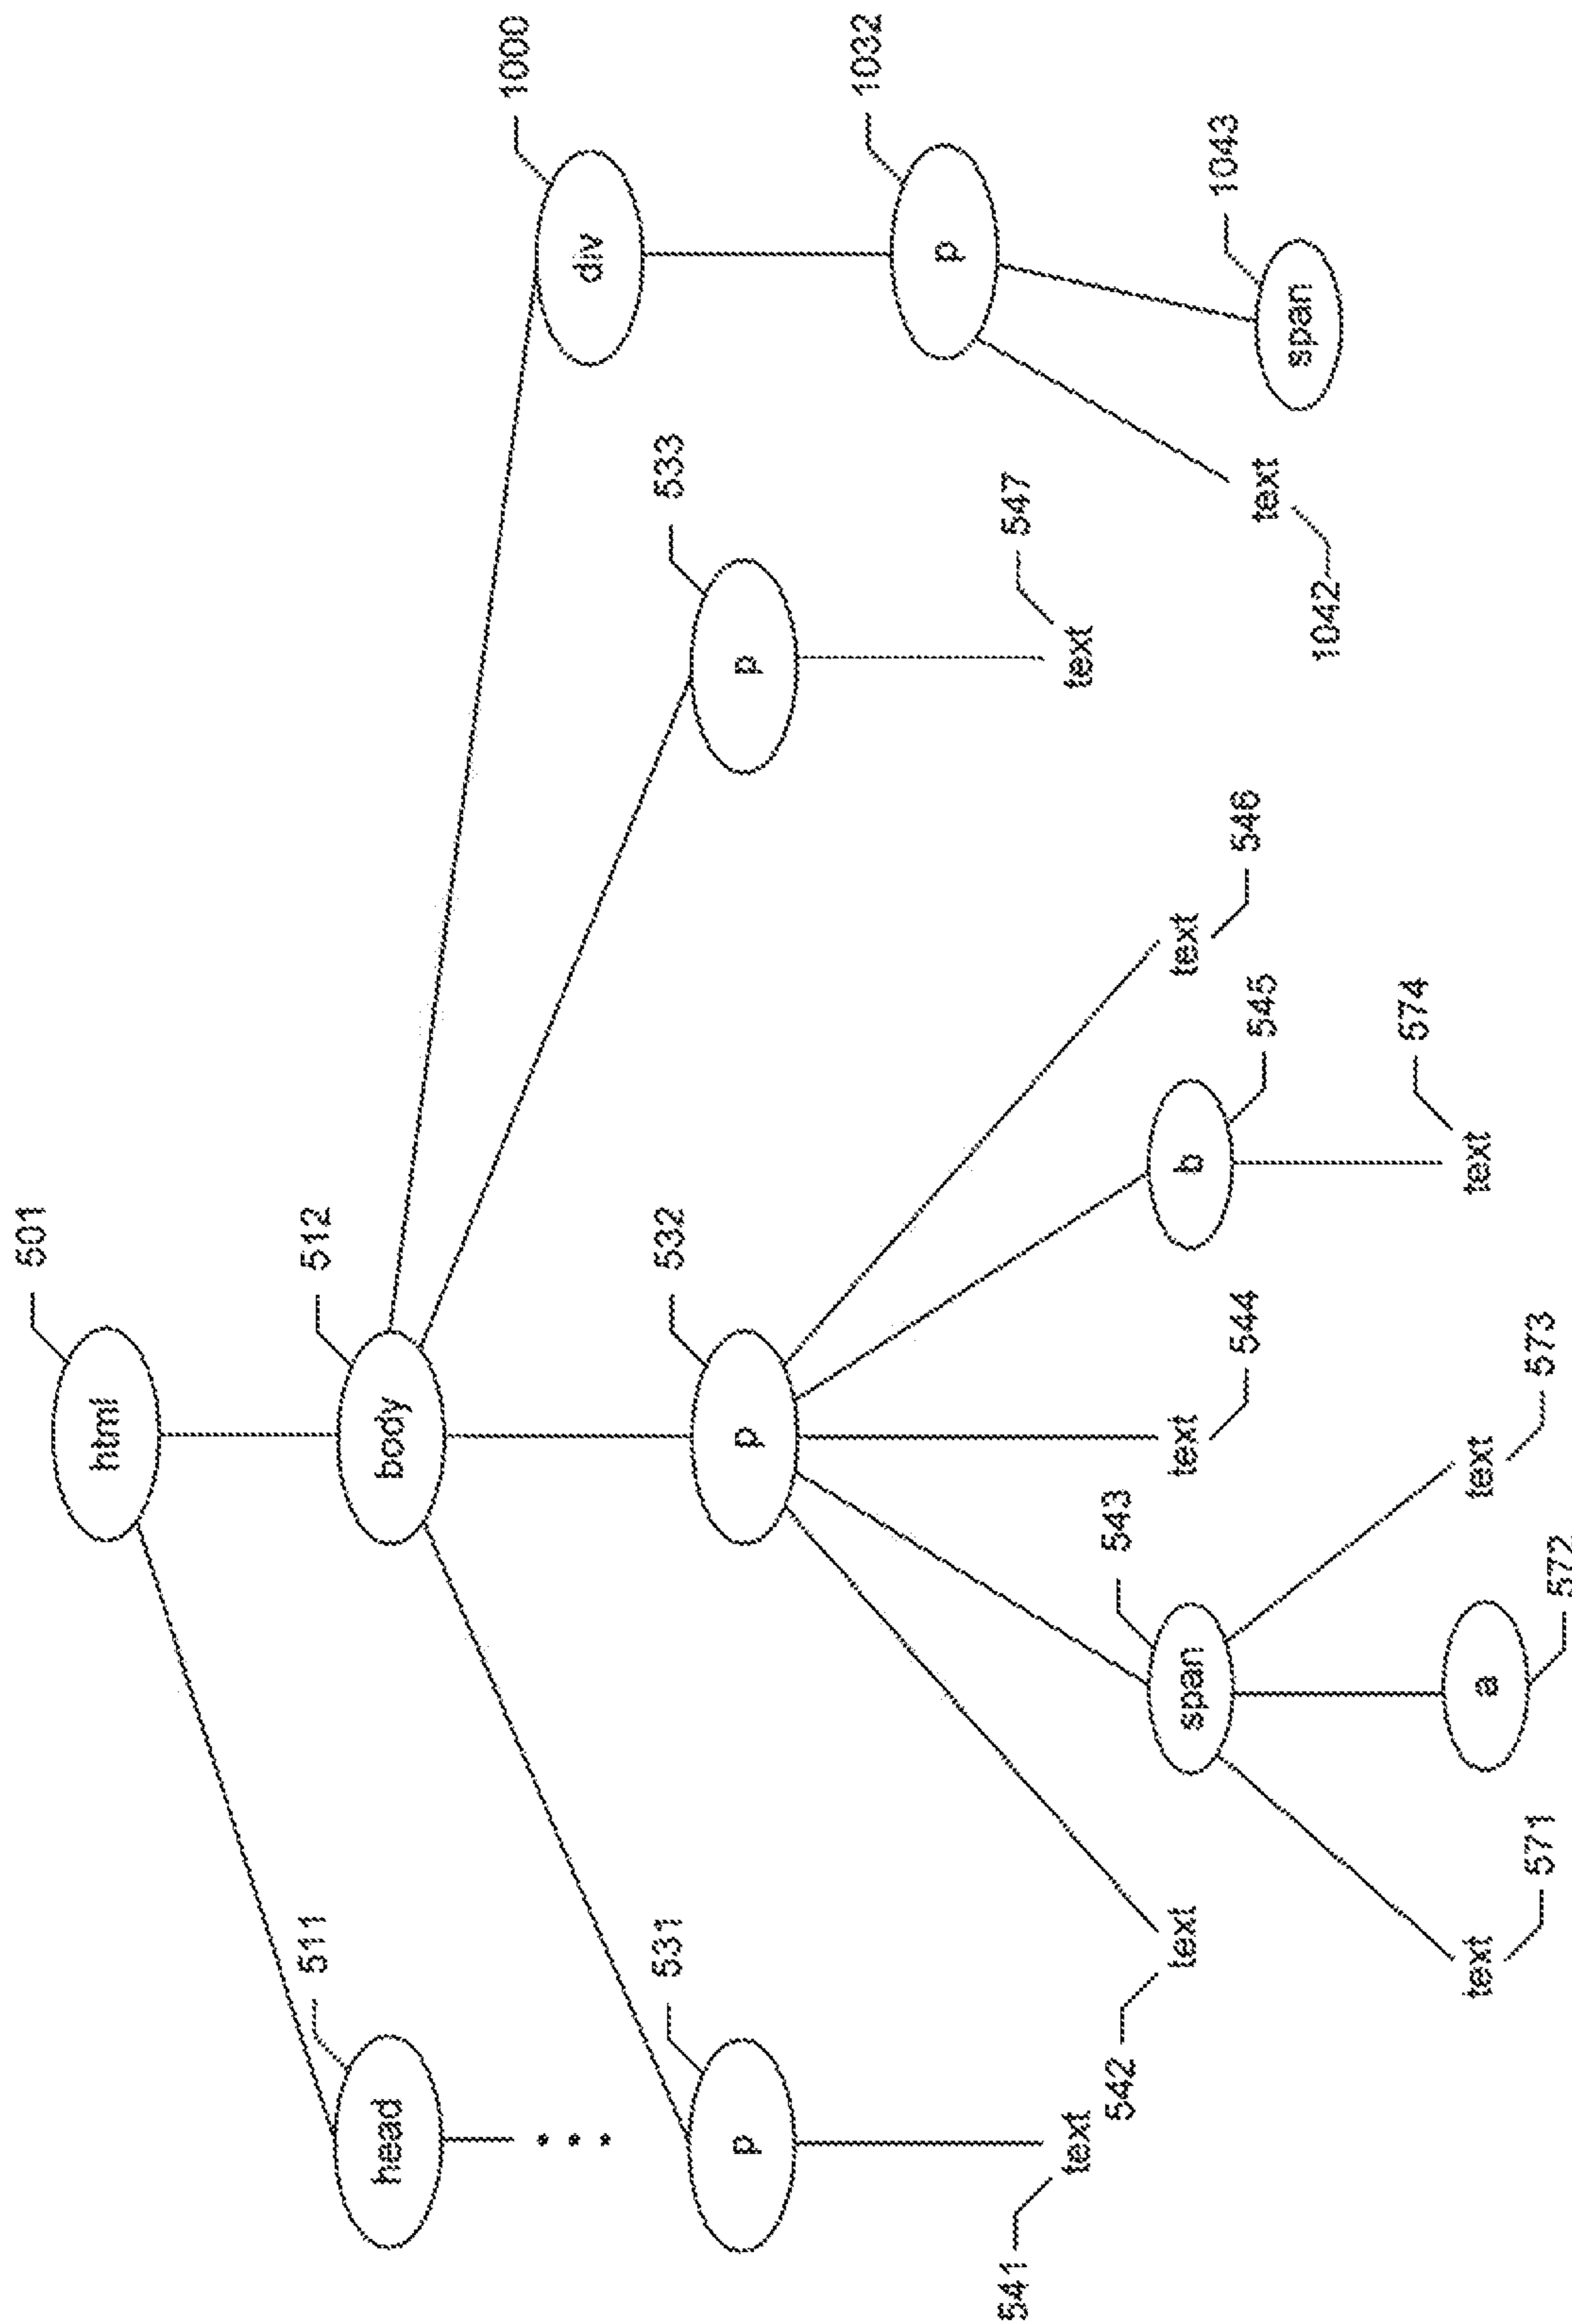 501
html
511
head
512
body
1000
div
531
p
532
p
533
p
1032
p
541
text
542
text
543
span
544
text
545
b
546
text
547
text
1042
text
1043
span
571
text
572
a
573
text
574
text